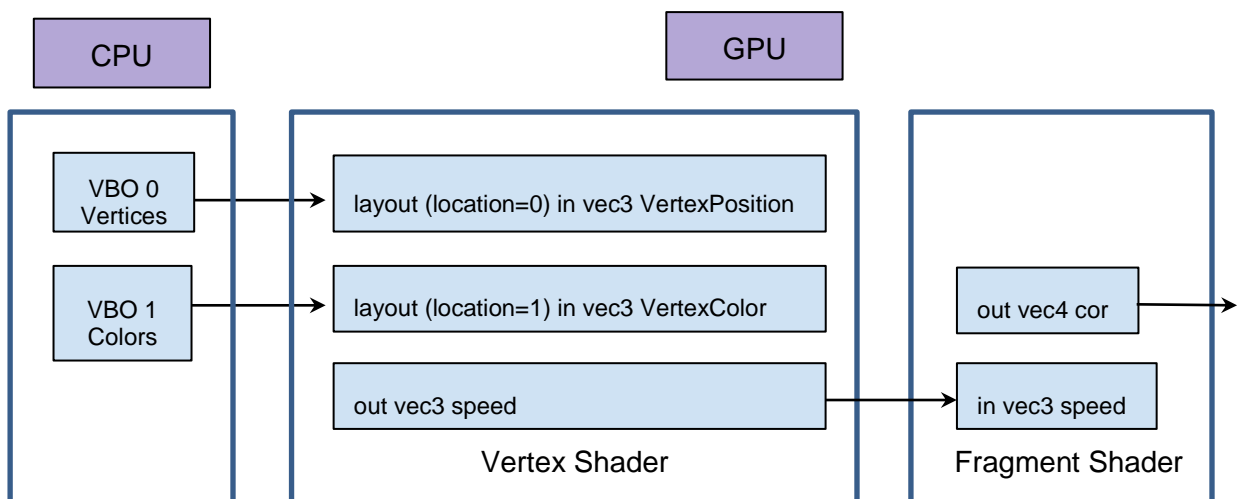 CPU
GPU
VBO 0
Vertices
layout (location=0) in vec3 VertexPosition
VBO 1
Colors
layout (location=1) in vec3 VertexColor
out vec4 cor
out vec3 speed
in vec3 speed
Vertex Shader
Fragment Shader